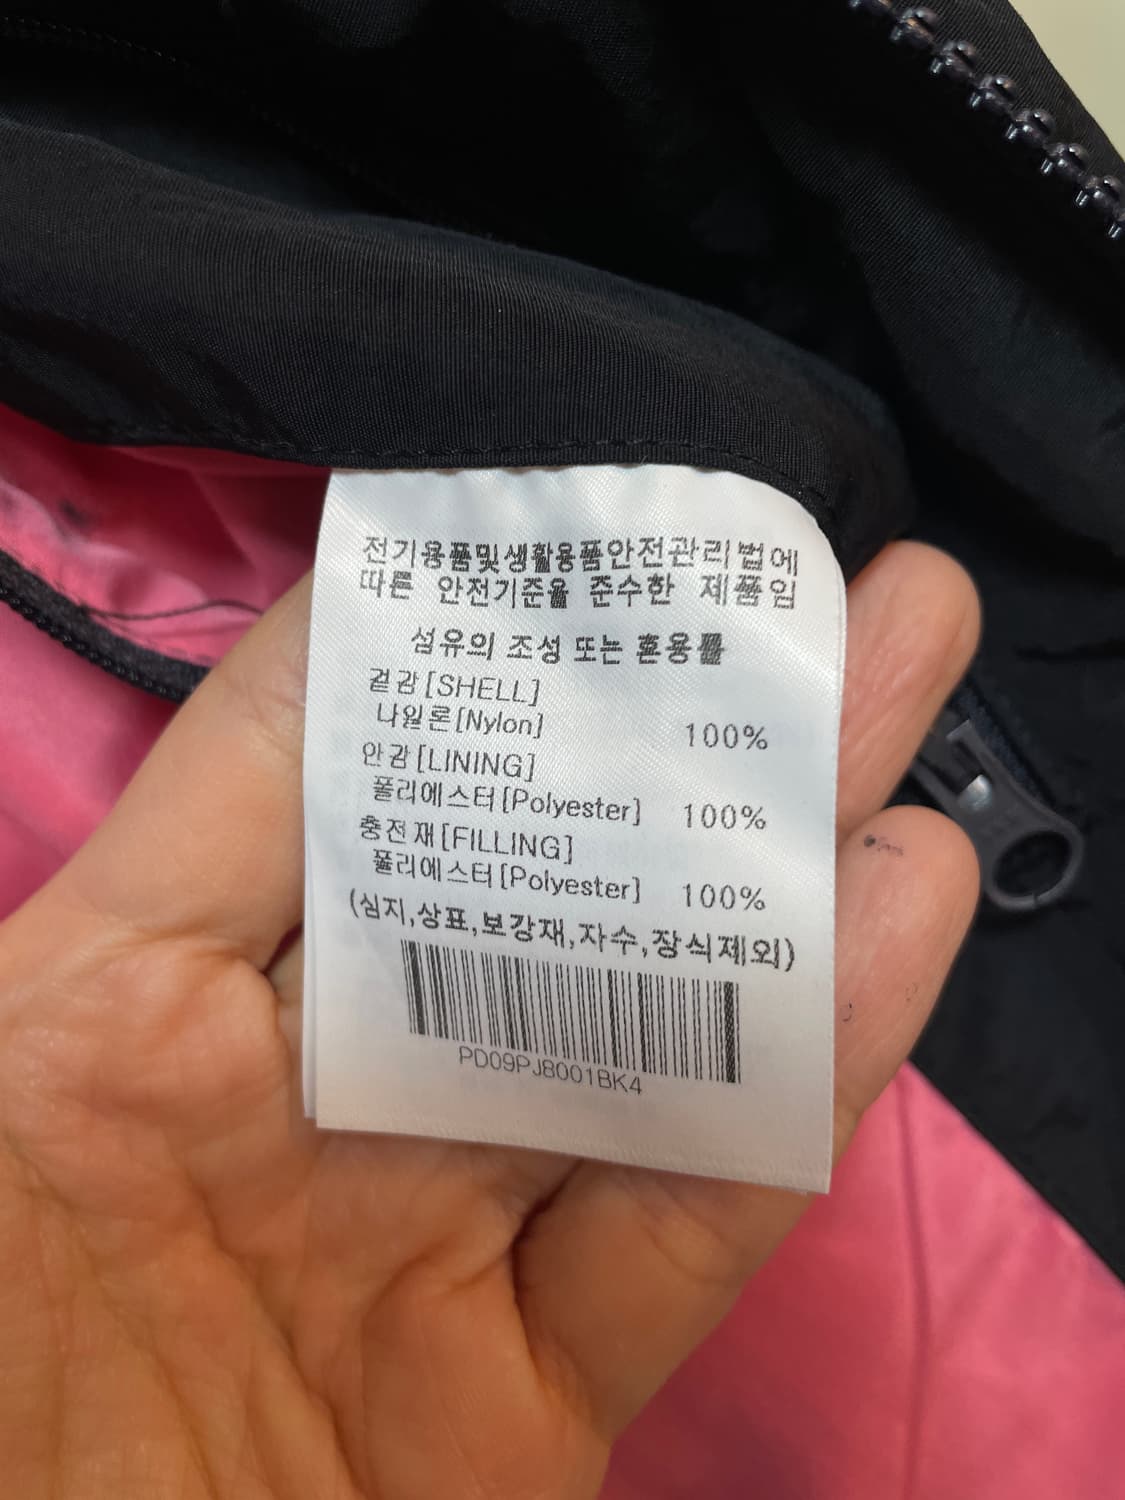 전기용품및생활용품안전관리법에
따른 안전기준을 준수한 제품임
섬유의 조성 또는 혼용률
겉감[SHELL]
나일론[Nylon] 100%
안감[LINING]
폴리에스터[Polyester] 100%
충전재[FILLING]
폴리에스터[Polyester] 100%
(심지,상표,보강재,자수,장식제외)
PD09PJ8001BK4